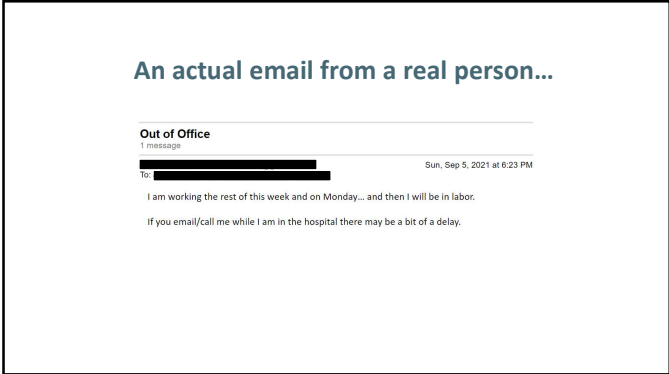 An actual email from a real person…
Out of Office
1 message
Sun, Sep 5, 2021 at 6:23 PM
To:
I am working the rest of this week and on Monday… and then I will be in labor.
If you email/call me while I am in the hospital there may be a bit of a delay.